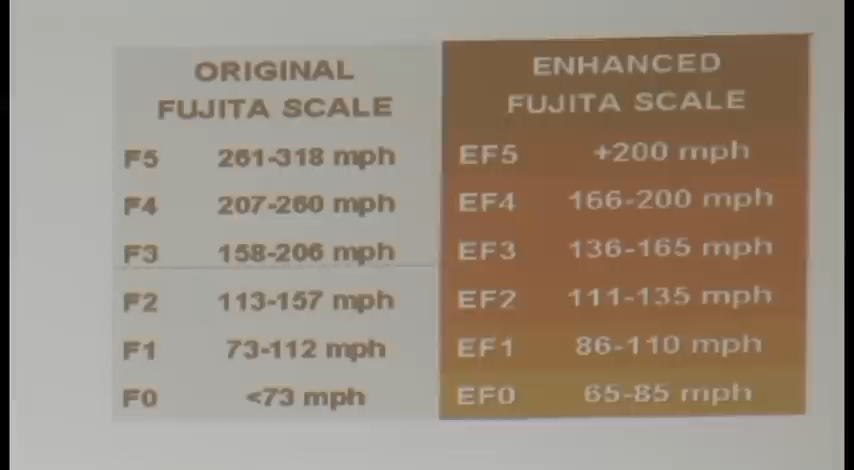 ORIGINAL
FUJITA SCALE
F5 261-318 mph
F4 207-260 mph
F3 158-206 mph
F2 113-157 mph
F1 73-112 mph
F0 <73 mph
ENHANCED
FUJITA SCALE
EF5 +200 mph
EF4 166-200 mph
EF3 136-165 mph
EF2 111-135 mph
EF1 86-110 mph
EF0 65-85 mph